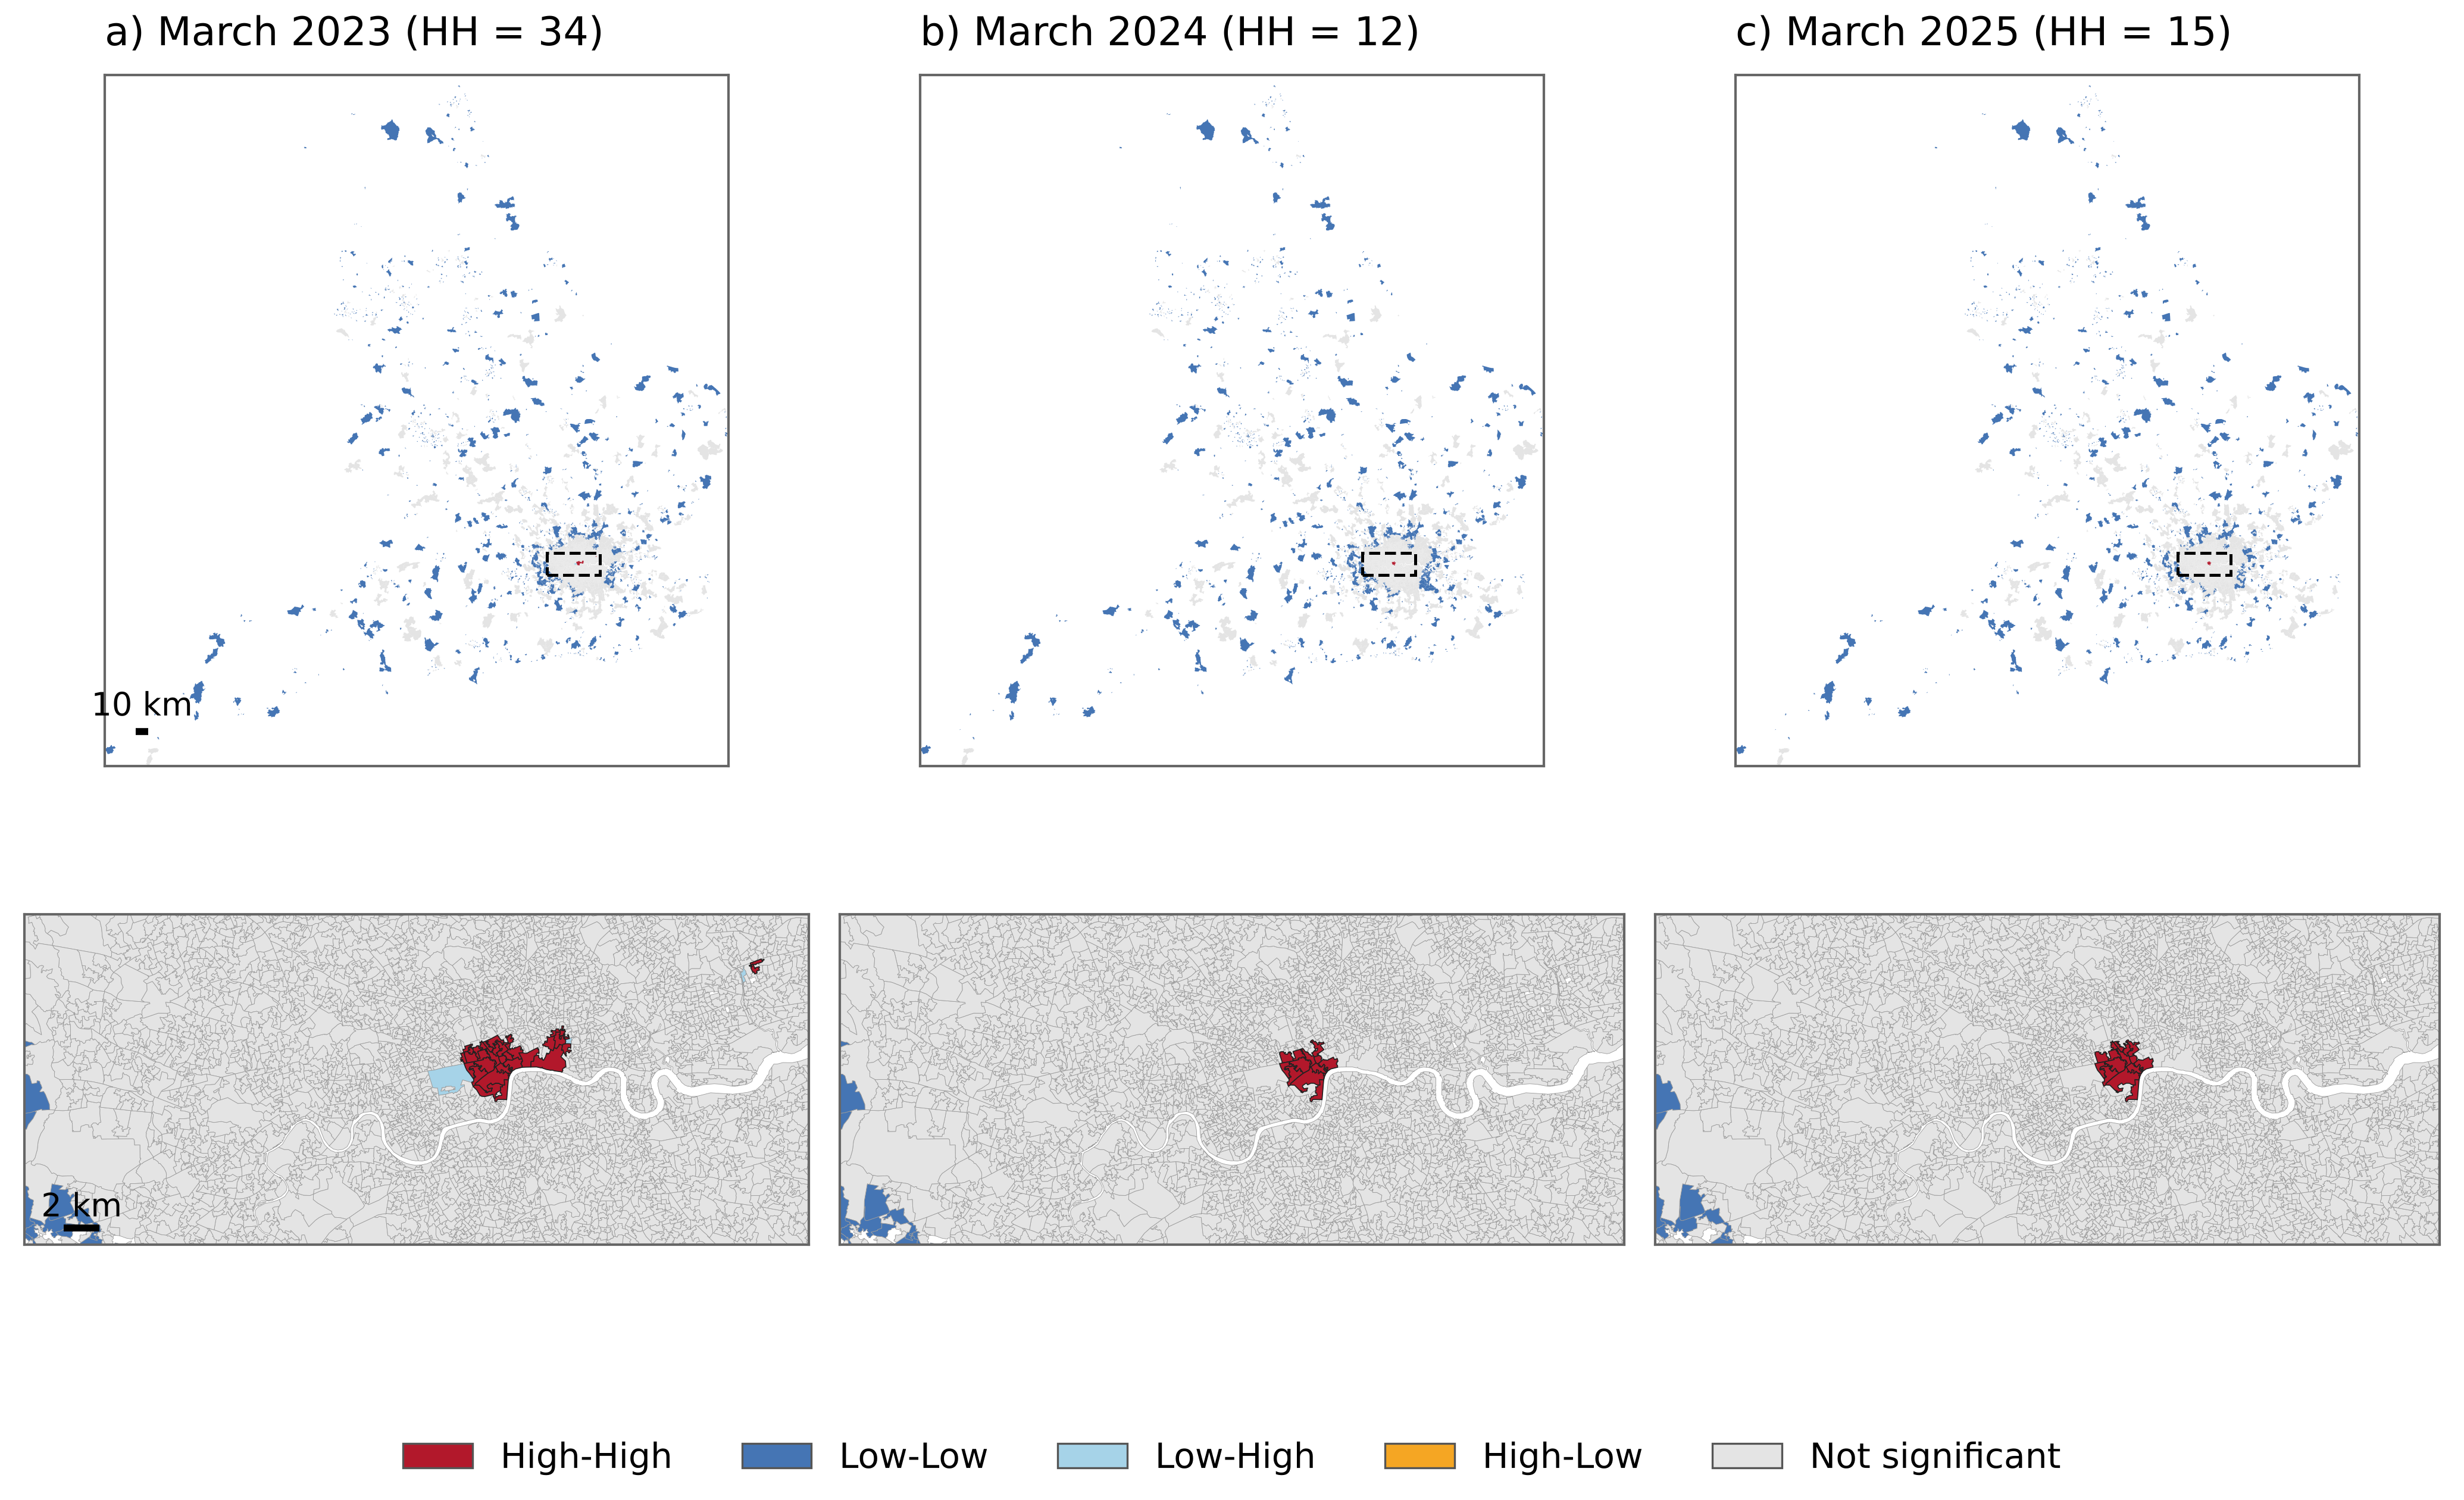 a) March 2023 (HH = 34)
b) March 2024 (HH = 12)
c) March 2025 (HH = 15)
10 km
2 km
High-High
Low-Low
Low-High
High-Low
Not significant